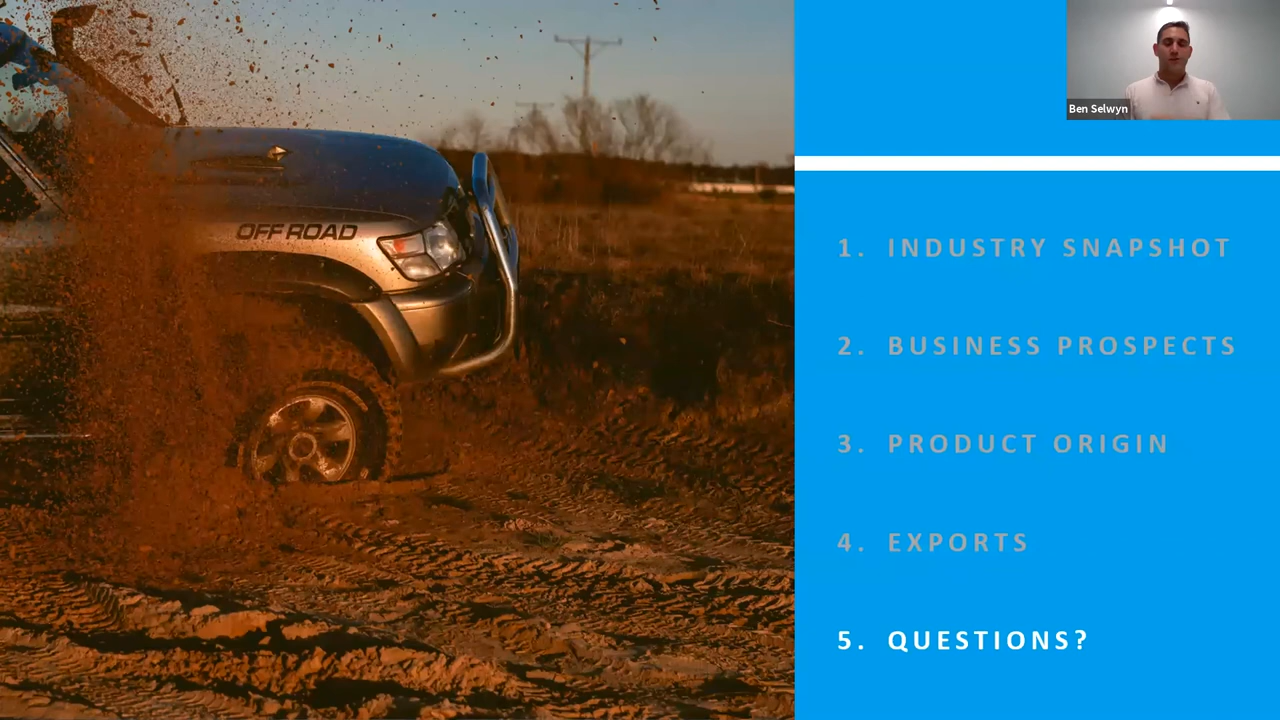 Ben Selwyn
OFF ROAD
1. INDUSTRY SNAPSHOT
2. BUSINESS PROSPECTS
3. PRODUCT ORIGIN
4. EXPORTS
5. QUESTIONS?